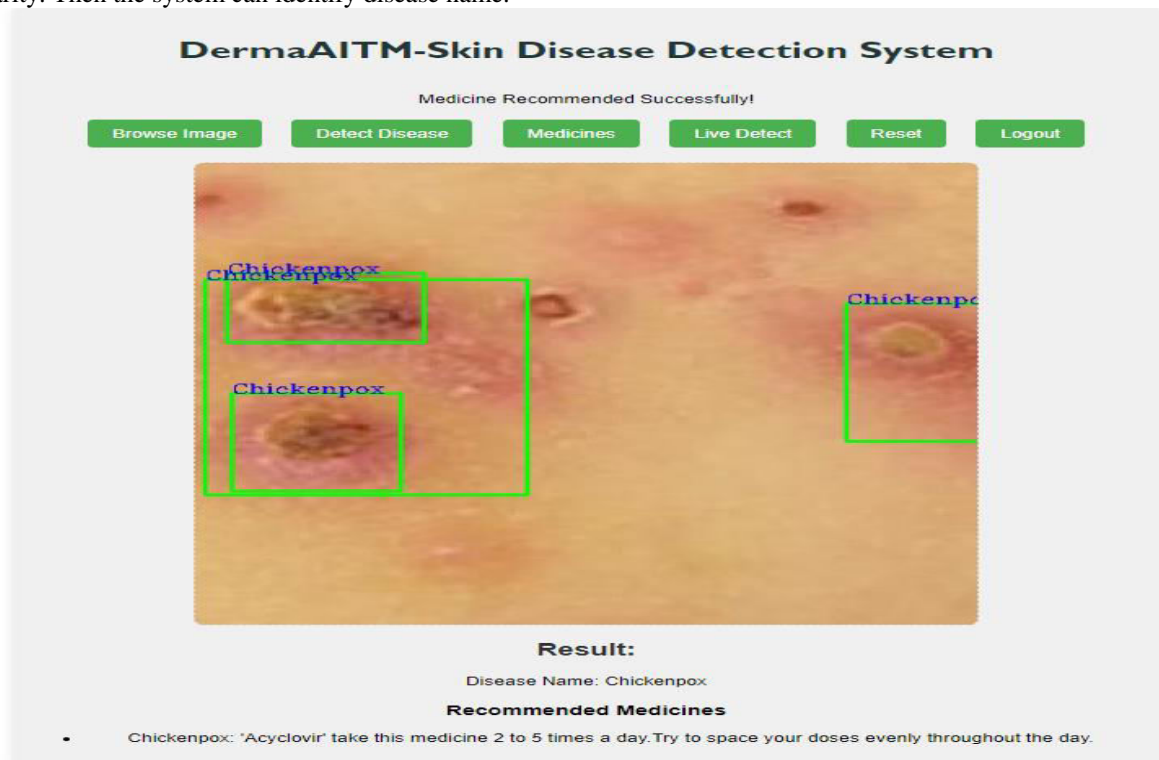 arity. Then the system can identify disease name.
DermaAITM-Skin Disease Detection System
Medicine Recommended Successfully!
Browse Image Detect Disease Medicines Live Detect Reset Logout
Chickenpox
Chickenpox
Chickenpo
Chickenpox
Result:
Disease Name: Chickenpox
Recommended Medicines
• Chickenpox: 'Acyclovir' take this medicine 2 to 5 times a day.Try to space your doses evenly throughout the day.